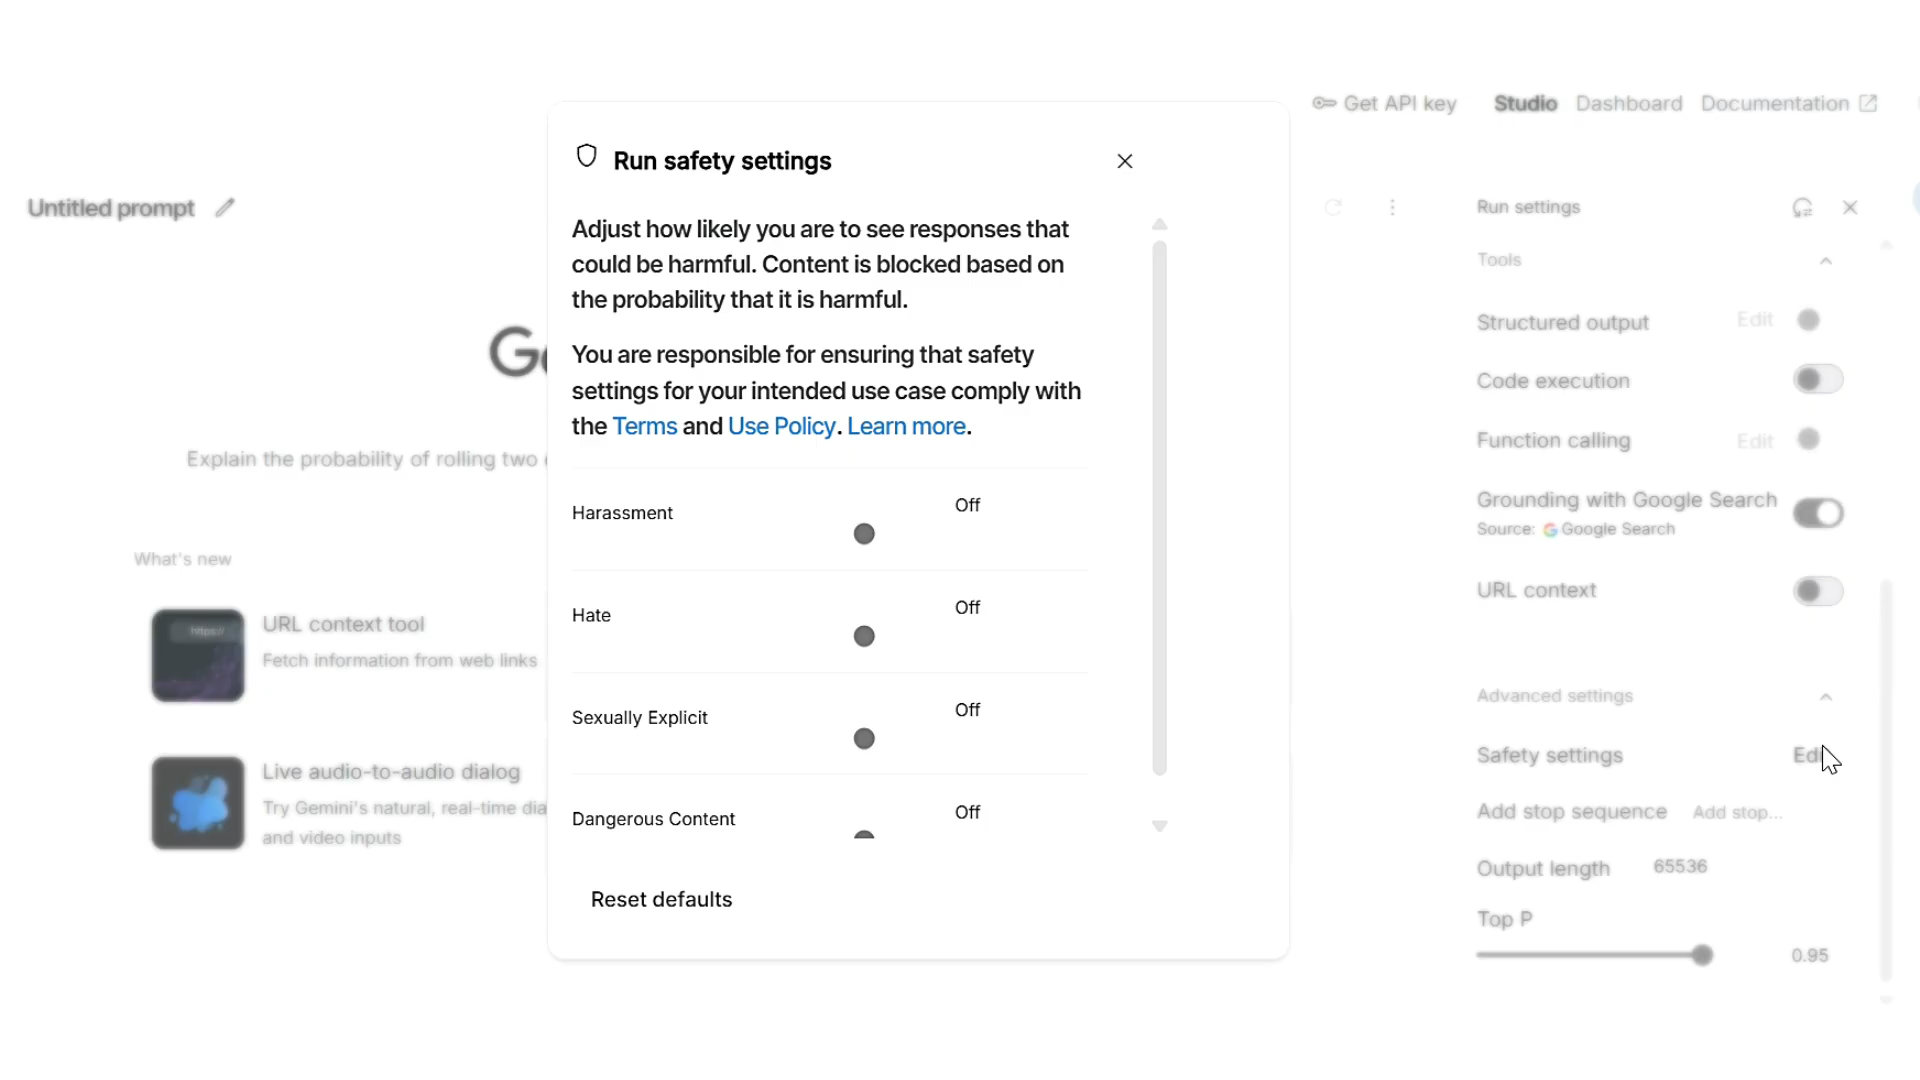 Get API key
Studio
Dashboard
Documentation
Untitled prompt
Run safety settings
Adjust how likely you are to see responses that
could be harmful. Content is blocked based on
the probability that it is harmful.
You are responsible for ensuring that safety
settings for your intended use case comply with
the Terms and Use Policy. Learn more.
Harassment
Off
Hate
Off
Sexually Explicit
Off
Dangerous Content
Off
Reset defaults
Explain the probability of rolling two
What's new
https://
URL context tool
Fetch information from web links
Live audio-to-audio dialog
Try Gemini's natural, real-time dia
and video inputs
Run settings
Tools
Structured output
Edit
Code execution
Function calling
Edit
Grounding with Google Search
Source: Google Search
URL context
Advanced settings
Safety settings
Edit
Add stop sequence
Add stop...
Output length
65536
Top P
0.95